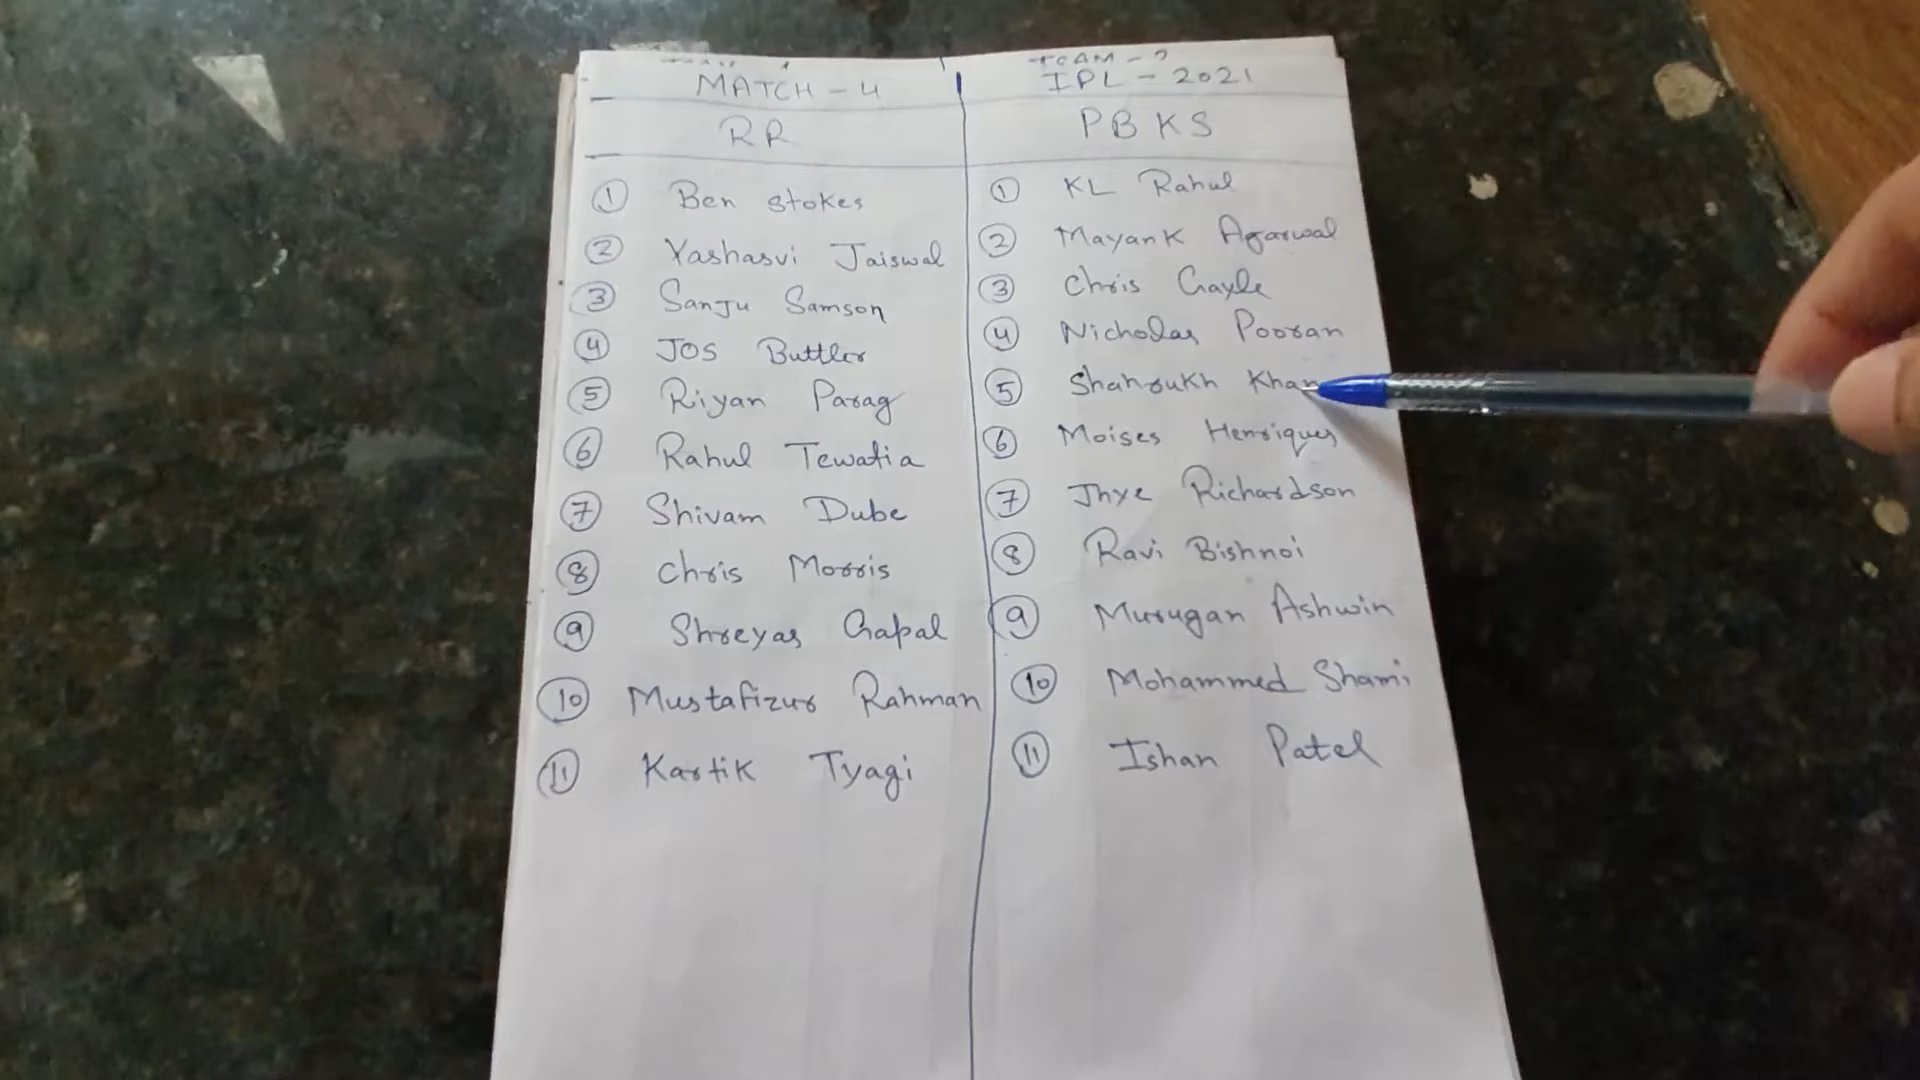 MATCH - 4
RR
1 Ben Stokes
2 Yashasvi Jaiswal
3 Sanju Samson
4 JOS Buttler
5 Riyan Parag
6 Rahul Tewatia
7 Shivam Dube
8 Chris Morris
9 Shreyas Gapal
10 Mustafizur Rahman
11 Kartik Tyagi
TEAM - 2
IPL - 2021
PBKS
1 KL Rahul
2 Mayank Agarwal
3 Chris Gayle
4 Nicholas Pooran
5 Shahrukh Khan
6 Moises Henriques
7 Jhye Richardson
8 Ravi Bishnoi
9 Murugan Ashwin
10 Mohammed Shami
11 Ishan Patel